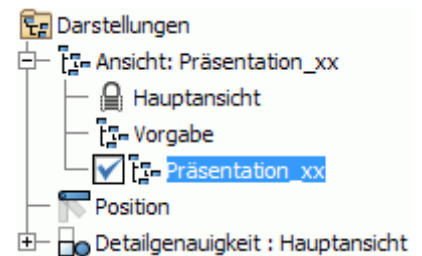 Darstellungen
Ansicht: Präsentation_xx
Hauptansicht
Vorgabe
Präsentation_xx
Position
Detailgenauigkeit : Hauptansicht